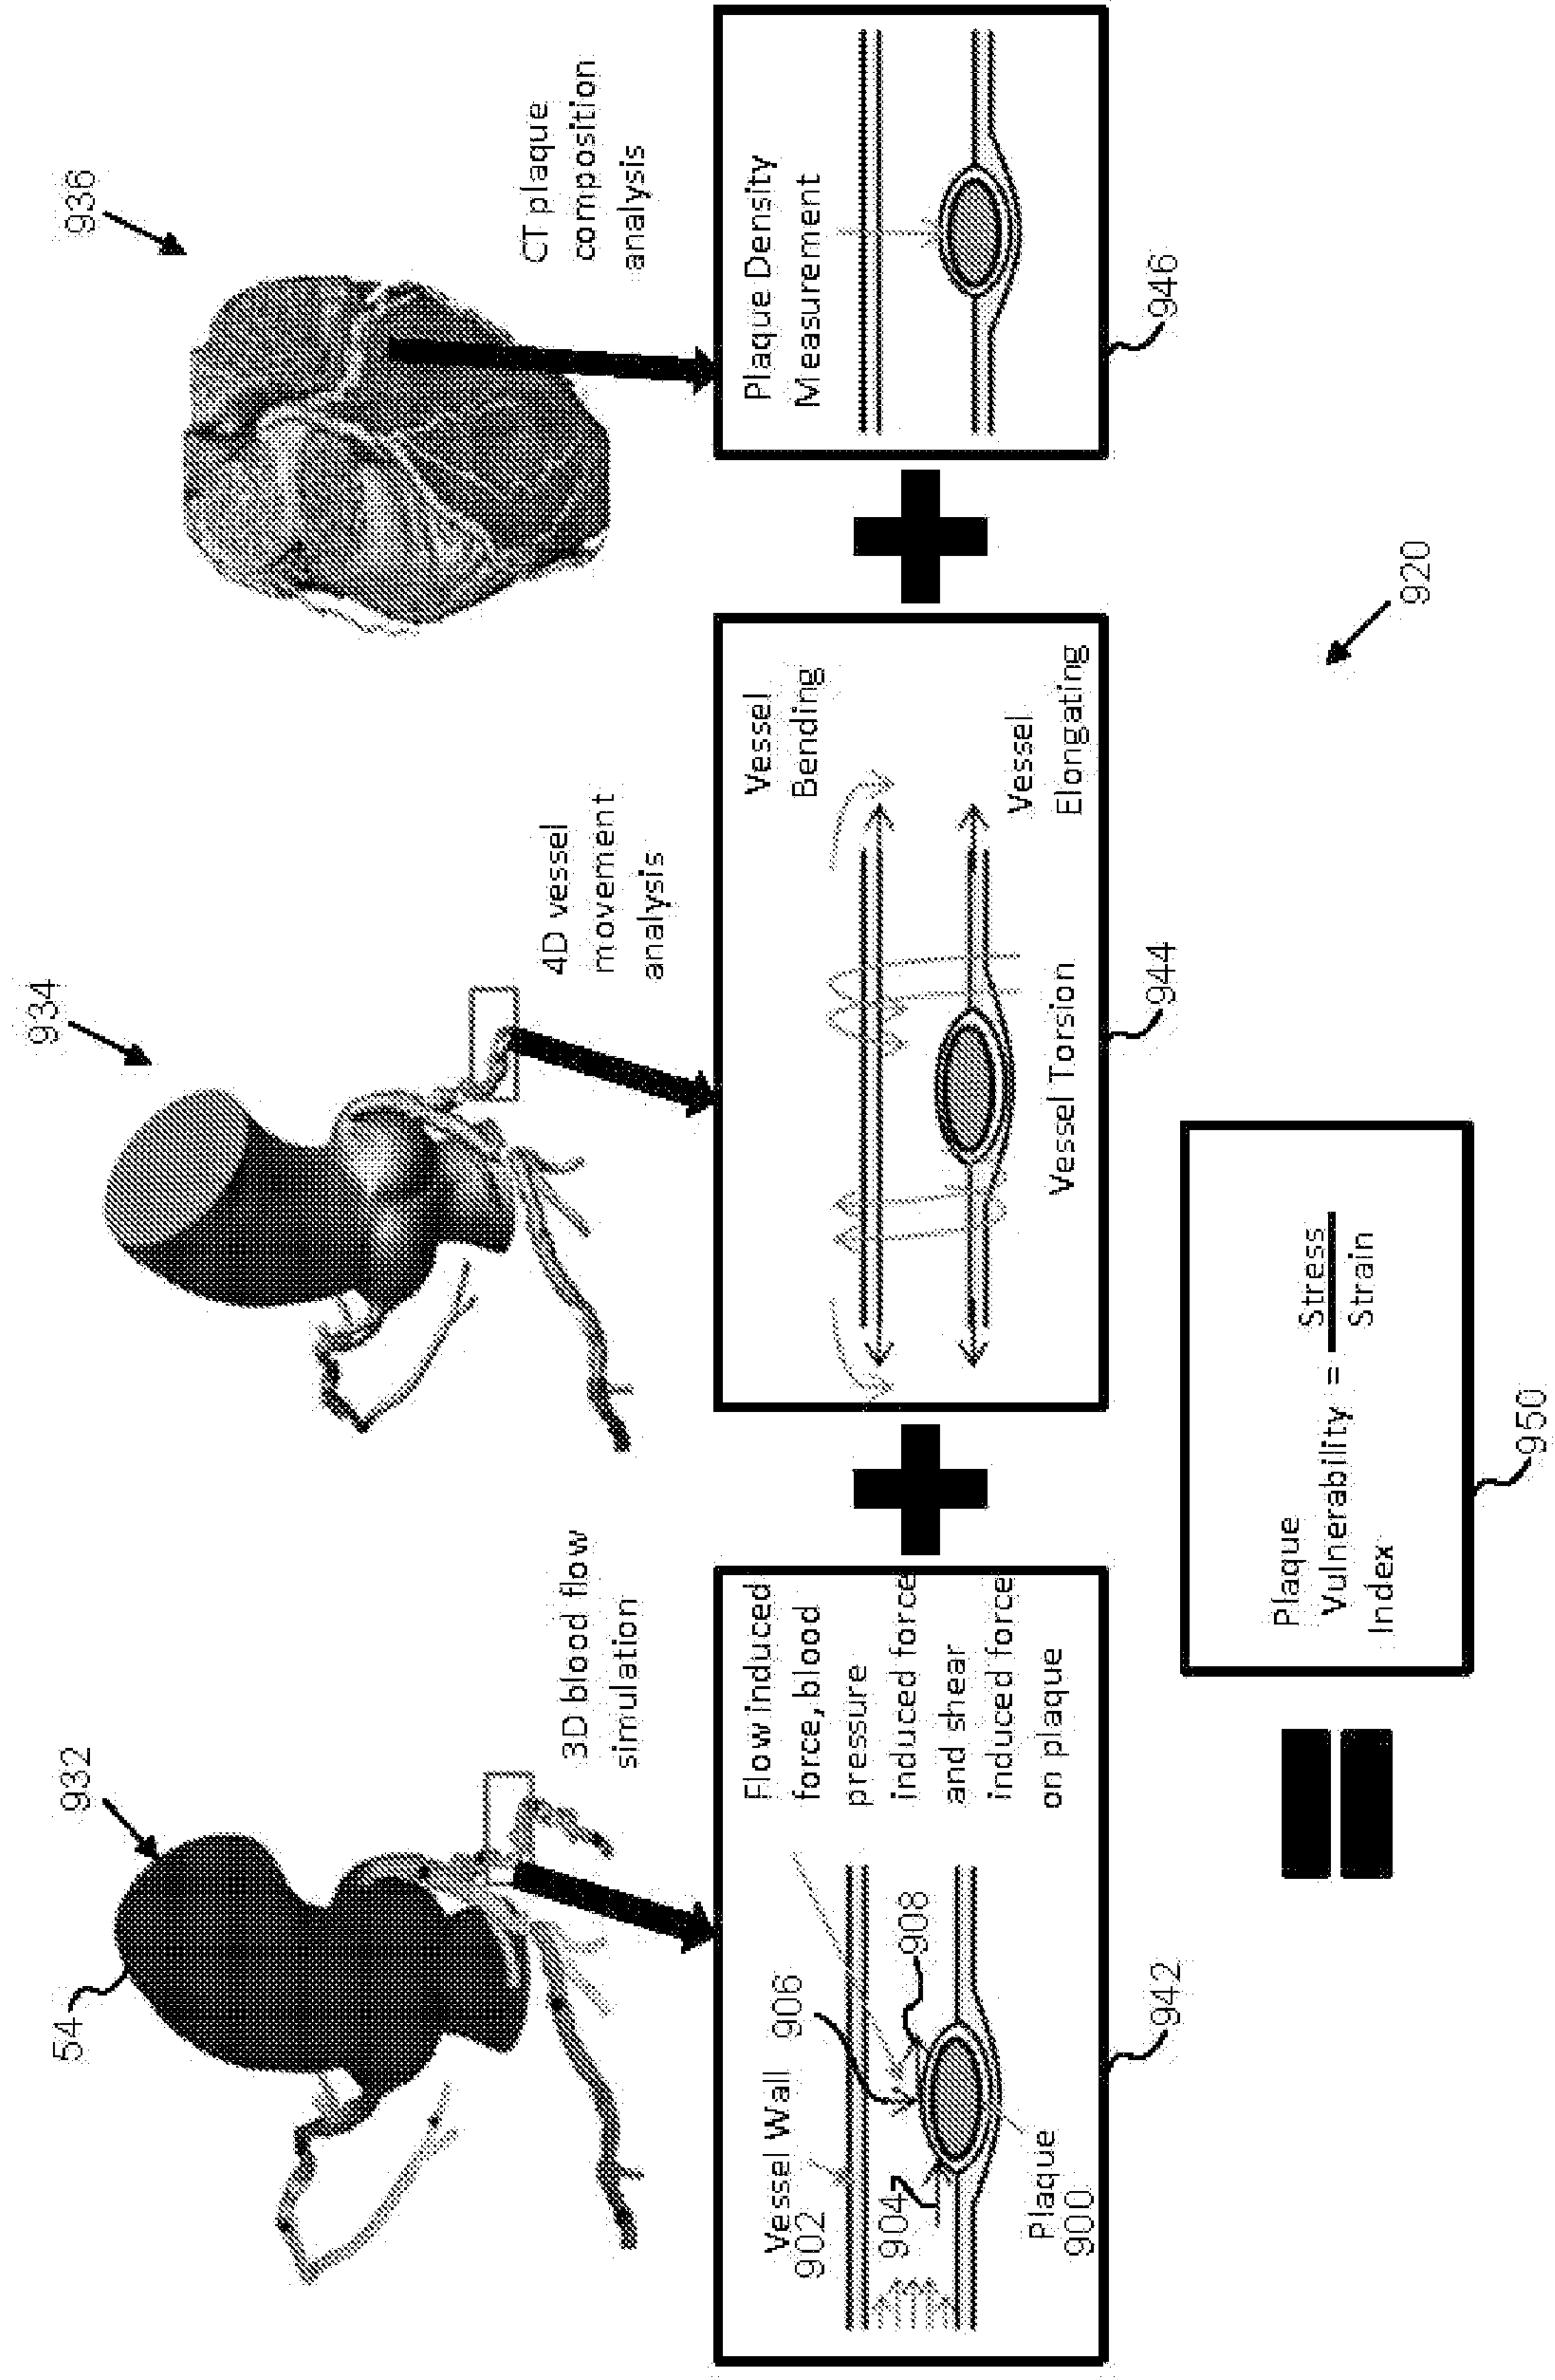 54
932
934
936
3D blood flow
simulation
4D vessel
movement
analysis
CT plaque
composition
analysis
Vessel Wall
902
906
904
908
Plaque
900
Flow induced
force, blood
pressure
induced force
and shear
induced force
on plaque
942
Vessel
Bending
Vessel Torsion
Vessel
Elongating
944
Plaque Density
Measurement
946
Plaque
Vulnerability =
Index
Stress
Strain
950
920